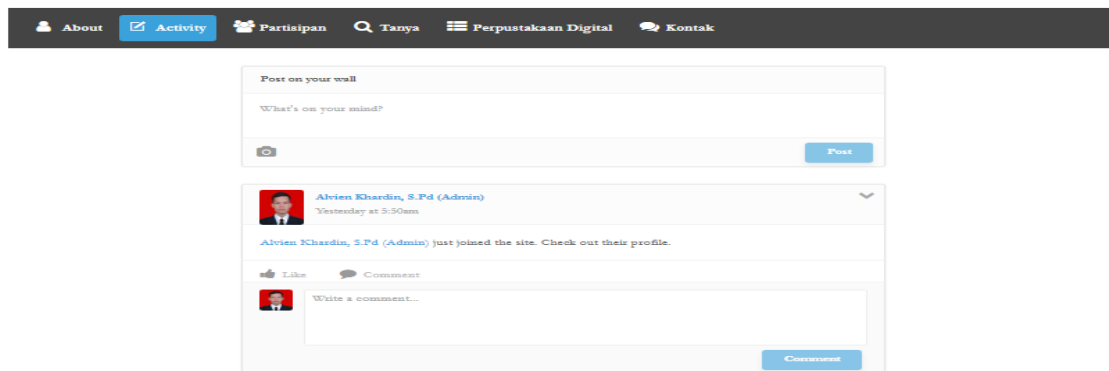 About Activity Partisipan Tanya Perpustakaan Digital Kontak
Post on your wall
What's on your mind?
Post
Alvien Khardin, S.Pd (Admin)
Yesterday at 5:50am
Alvien Khardin, S.Pd (Admin) just joined the site. Check out their profile.
Like Comment
Write a comment...
Comment